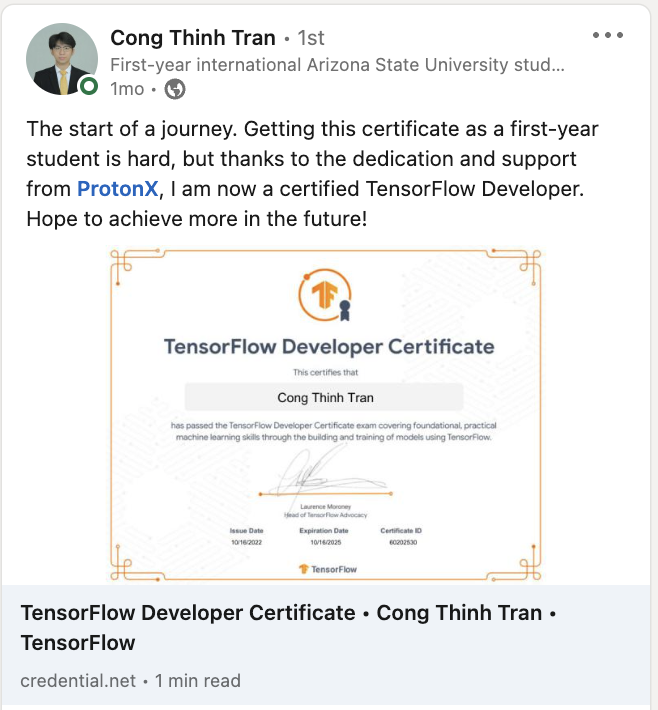 Cong Thinh Tran • 1st
First-year international Arizona State University stud...
1mo •
The start of a journey. Getting this certificate as a first-year
student is hard, but thanks to the dedication and support
from ProtonX, I am now a certified TensorFlow Developer.
Hope to achieve more in the future!
TensorFlow Developer Certificate
This certifies that
Cong Thinh Tran
has passed the TensorFlow Developer Certificate exam covering foundational, practical
machine learning skills through the building and training of models using TensorFlow.
Laurence Moroney
Head of TensorFlow Advocacy
Issue Date Expiration Date Certificate ID
10/16/2022 10/16/2025 60202530
TensorFlow
TensorFlow Developer Certificate • Cong Thinh Tran •
TensorFlow
credential.net • 1 min read